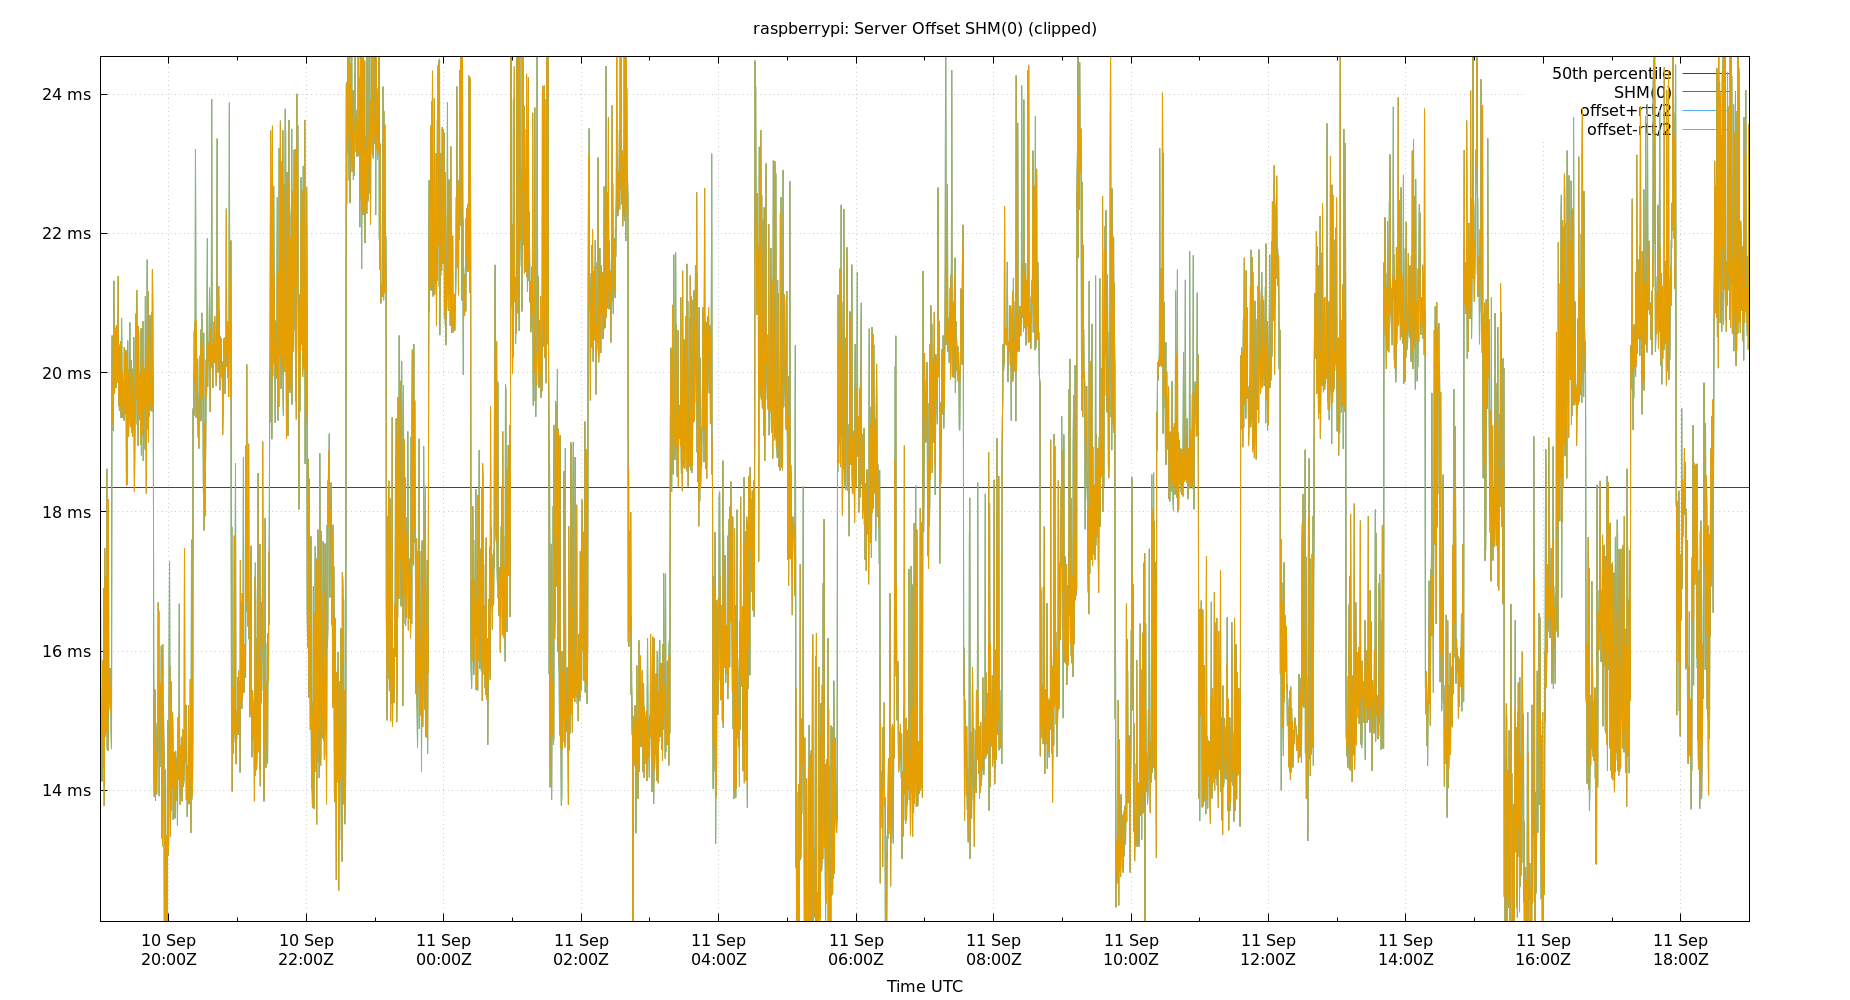 raspberrypi: Server Offset SHM(0) (clipped)
50th percentile
SHM(0)
offset+rtt/2
offset-rtt/2
24 ms
22 ms
20 ms
18 ms
16 ms
14 ms
10 Sep 10 Sep 11 Sep 11 Sep 11 Sep 11 Sep 11 Sep 11 Sep 11 Sep 11 Sep 11 Sep 11 Sep
20:00Z 22:00Z 00:00Z 02:00Z 04:00Z 06:00Z 08:00Z 10:00Z 12:00Z 14:00Z 16:00Z 18:00Z
Time UTC